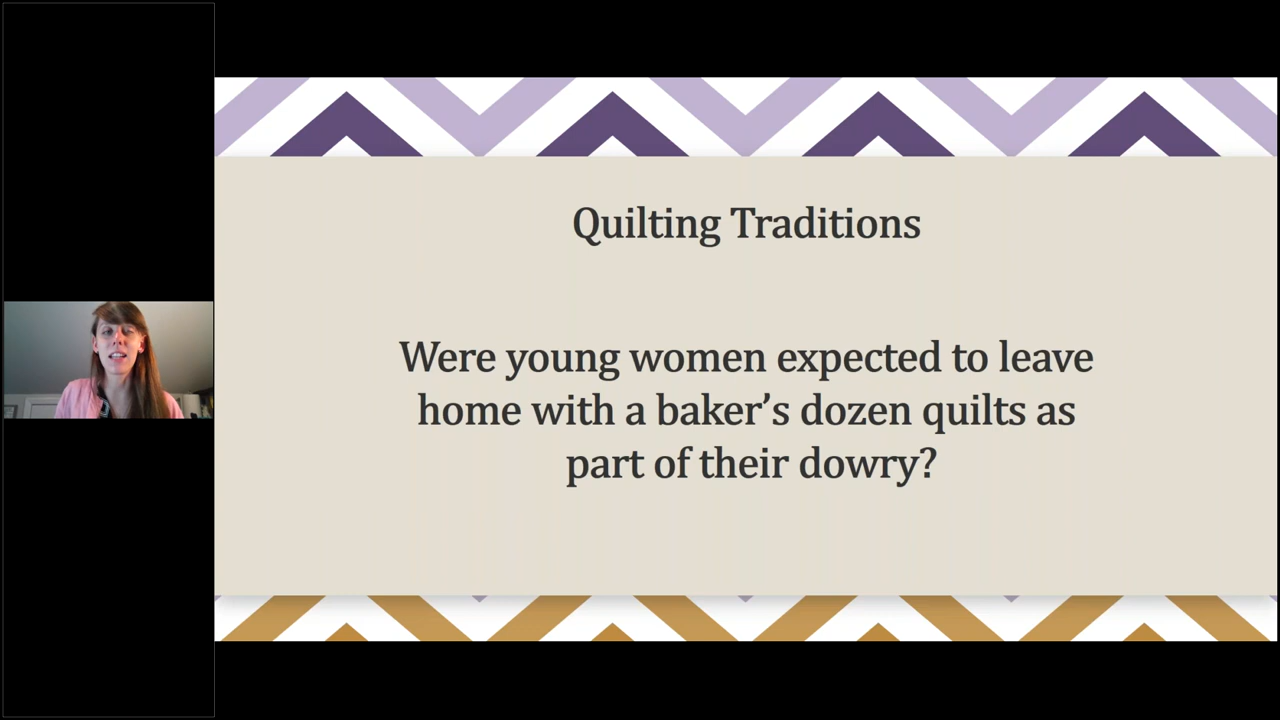 Quilting Traditions
Were young women expected to leave
home with a baker’s dozen quilts as
part of their dowry?